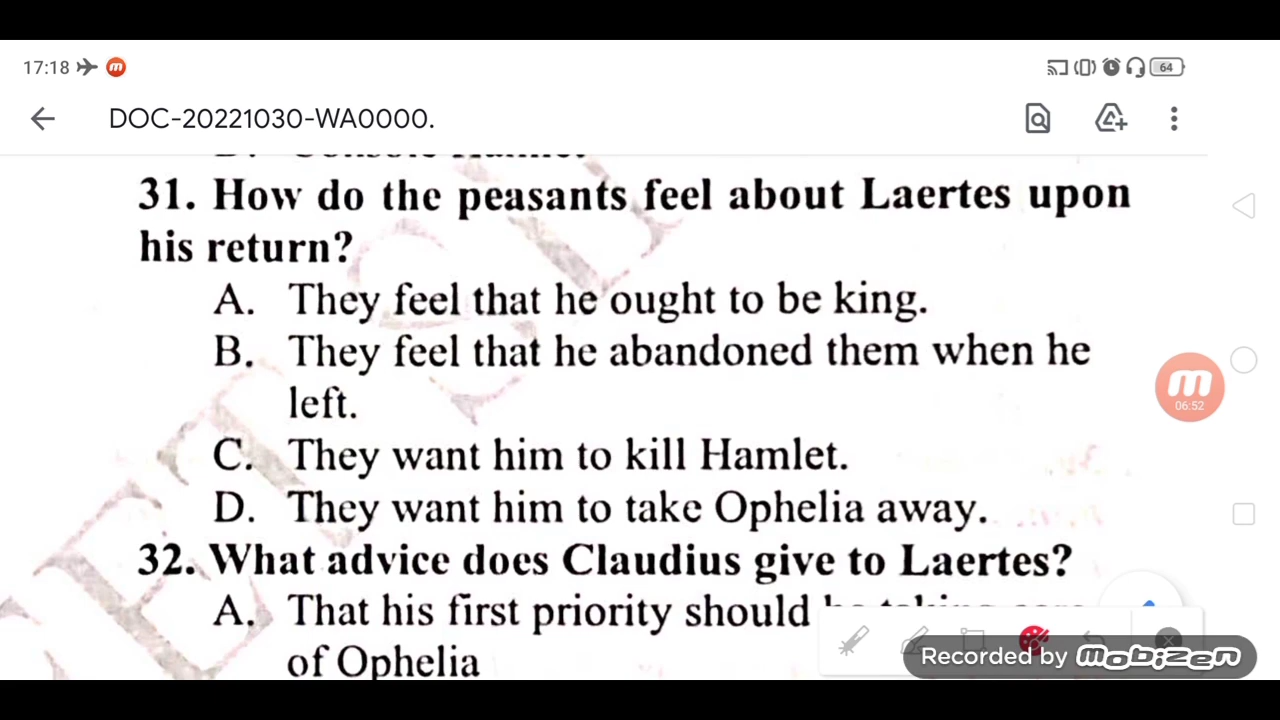 17:18
64
DOC-20221030-WA0000.
31. How do the peasants feel about Laertes upon
his return?
A. They feel that he ought to be king.
B. They feel that he abandoned them when he
left.
C. They want him to kill Hamlet.
D. They want him to take Ophelia away.
06:52
32. What advice does Claudius give to Laertes?
A. That his first priority should
of Ophelia
Recorded by mobizen